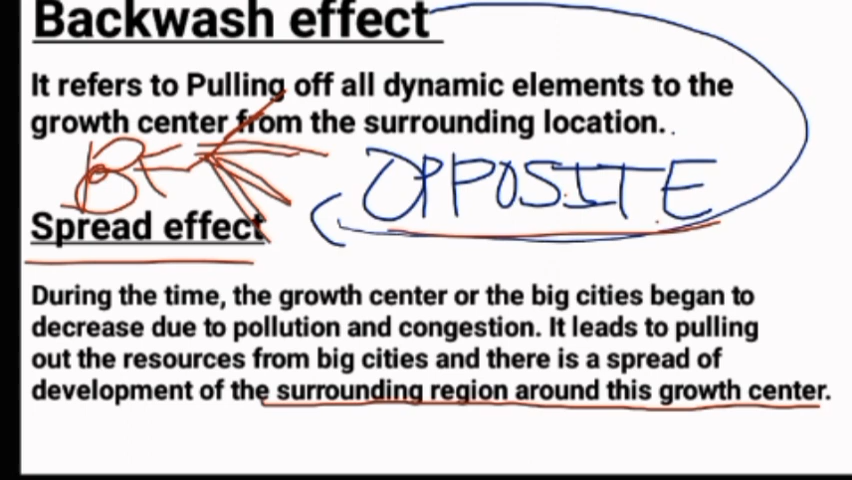 Backwash effect
It refers to Pulling off all dynamic elements to the
growth center from the surrounding location..
OPPOSITE
Spread effect
During the time, the growth center or the big cities began to
decrease due to pollution and congestion. It leads to pulling
out the resources from big cities and there is a spread of
development of the surrounding region around this growth center.